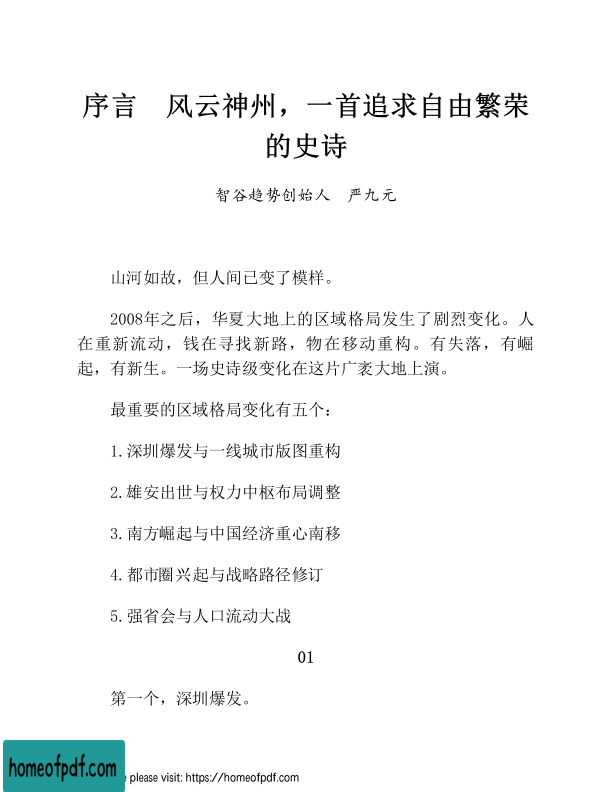 序言　风云神州，一首追求自由繁荣
的史诗
智谷趋势创始人　严九元
山河如故，但人间已变了模样。
2008年之后，华夏大地上的区域格局发生了剧烈变化。人
在重新流动，钱在寻找新路，物在移动重构。有失落，有崛
起，有新生。一场史诗级变化在这片广袤大地上演。
最重要的区域格局变化有五个：
1.深圳爆发与一线城市版图重构
2.雄安出世与权力中枢布局调整
3.南方崛起与中国经济重心南移
4.都市圈兴起与战略路径修订
5.强省会与人口流动大战
01
第一个，深圳爆发。
homeofpdf.com
please visit: https://homeofpdf.com